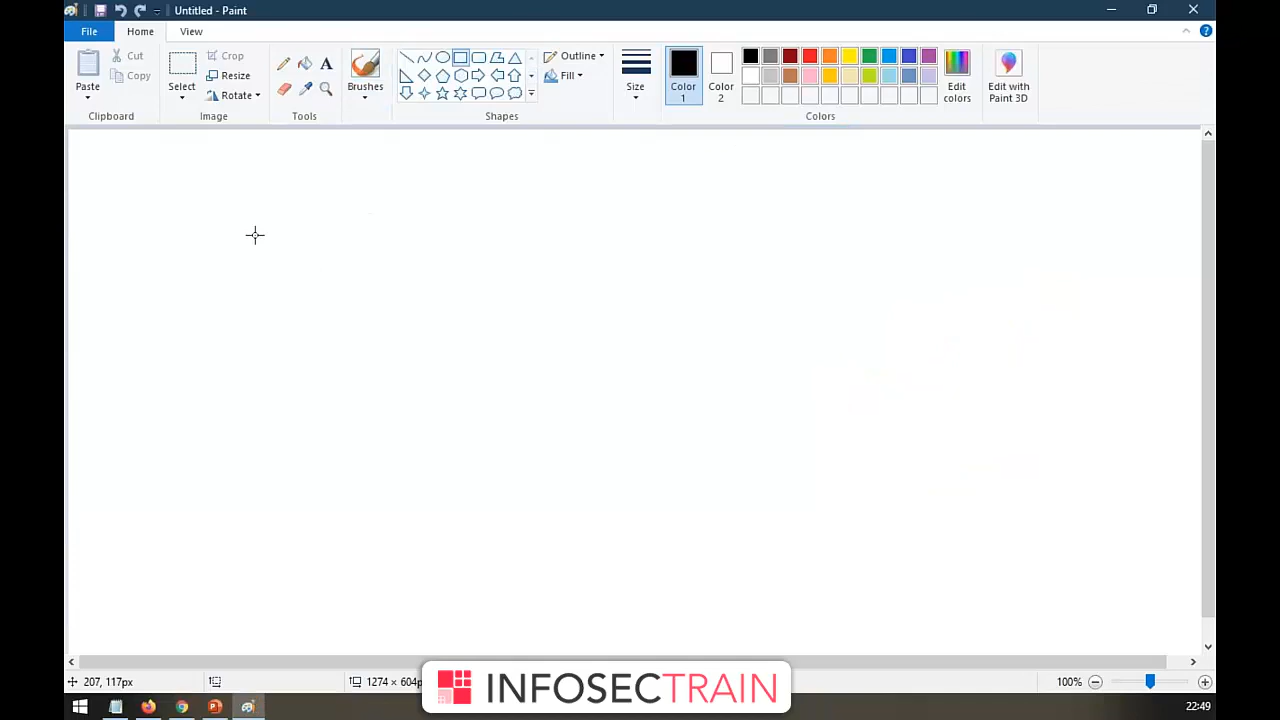 Untitled - Paint
File Home View
Paste
Cut
Copy
Clipboard
Select
Crop
Resize
Rotate
Image
Tools
Brushes
Shapes
Outline
Fill
Size
Color
1
Color
2
Edit
colors
Colors
Edit with
Paint 3D
207, 117px
1274 × 604p
100%
INFOSECTRAIN
22:49